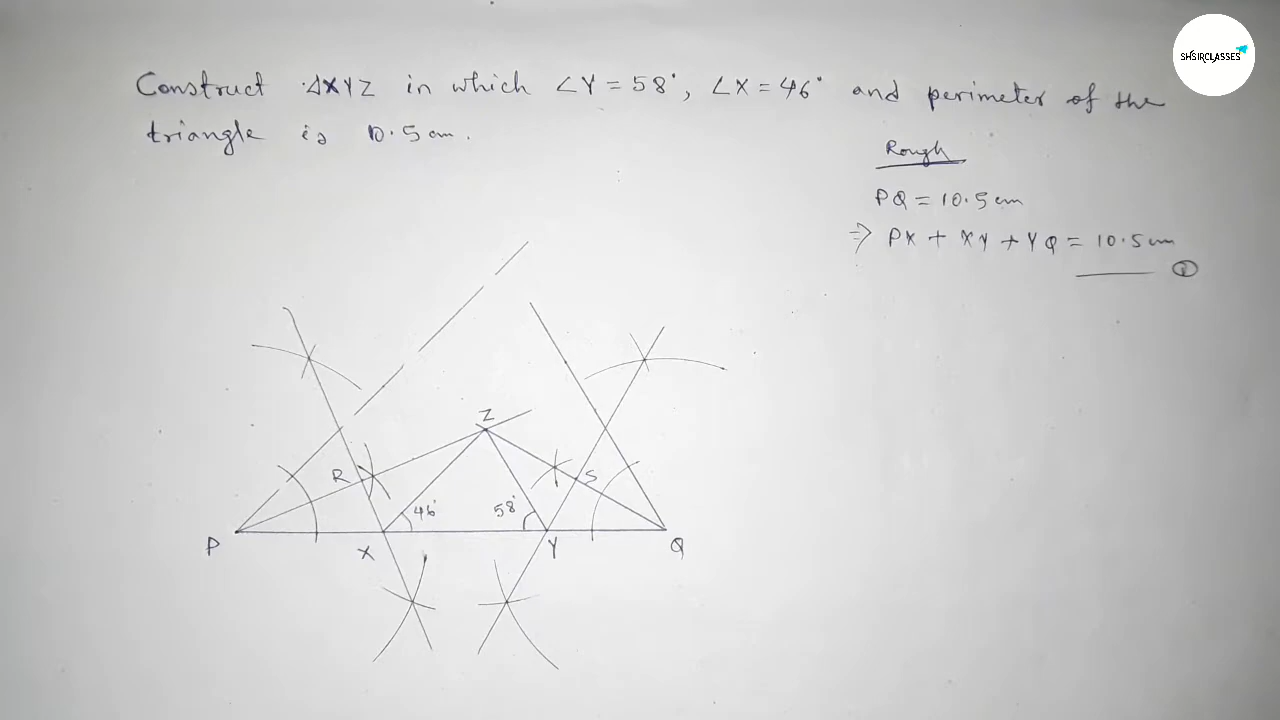 SHSIRCLASSES
Construct ΔXYZ in which ∠Y = 58°, ∠X = 46° and perimeter of the
triangle is 10.5 cm.
Rough
PQ = 10.5 cm
⇒ PX + XY + YQ = 10.5 cm
①
Z
R
S
46°
58°
P
X
Y
Q